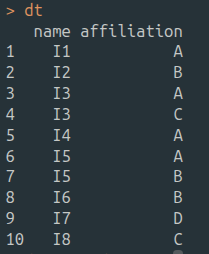 > dt
name affiliation
1 I1 A
2 I2 B
3 I3 A
4 I3 C
5 I4 A
6 I5 A
7 I5 B
8 I6 B
9 I7 D
10 I8 C